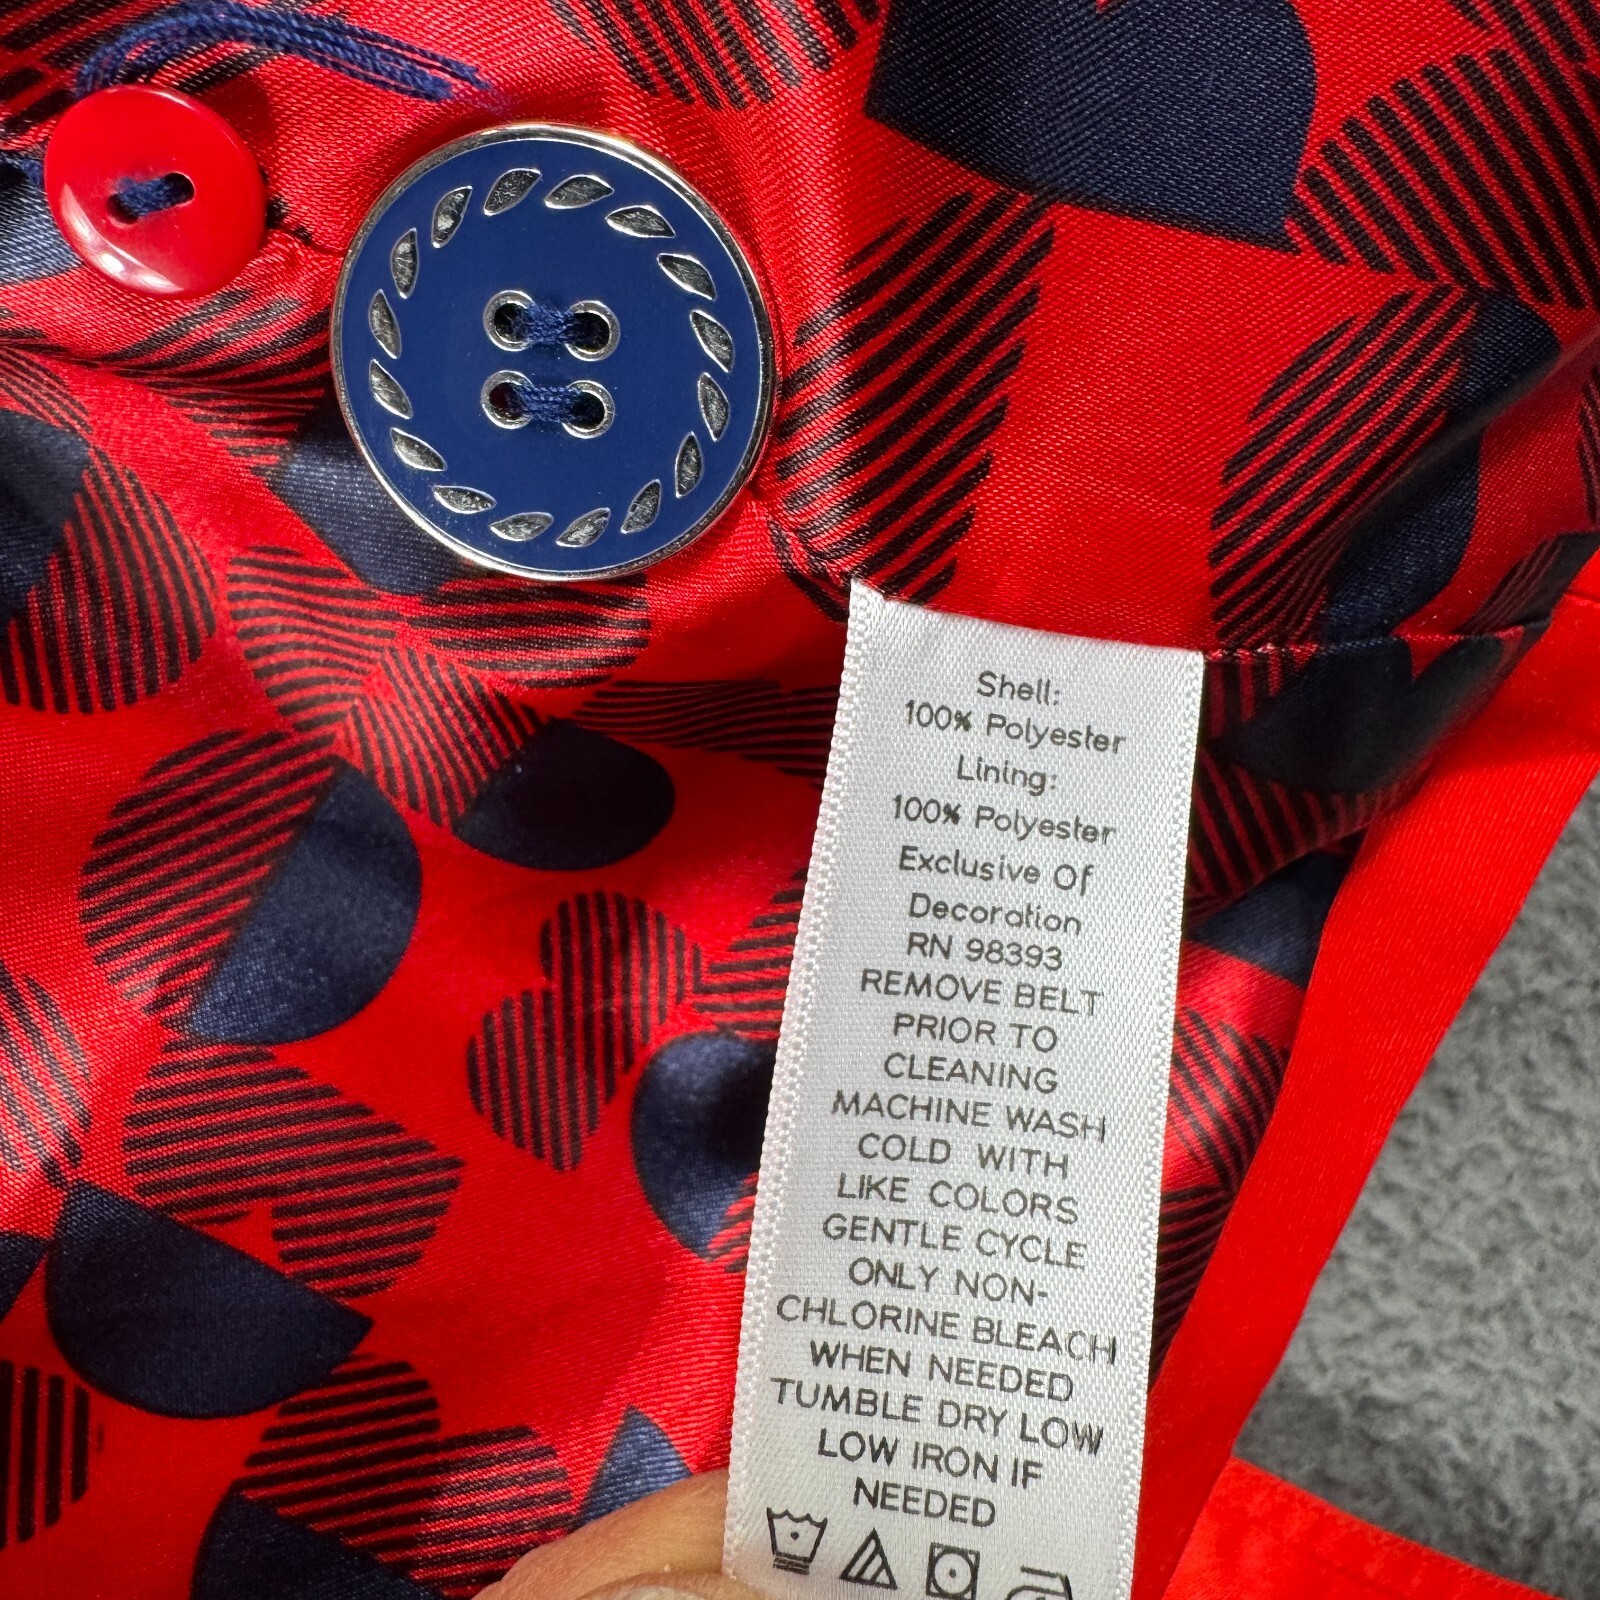 Shell:
100% Polyester
Lining:
100% Polyester
Exclusive Of
Decoration
RN 98393
REMOVE BELT
PRIOR TO
CLEANING
MACHINE WASH
COLD WITH
LIKE COLORS
GENTLE CYCLE
ONLY NON-
CHLORINE BLEACH
WHEN NEEDED
TUMBLE DRY LOW
LOW IRON IF
NEEDED